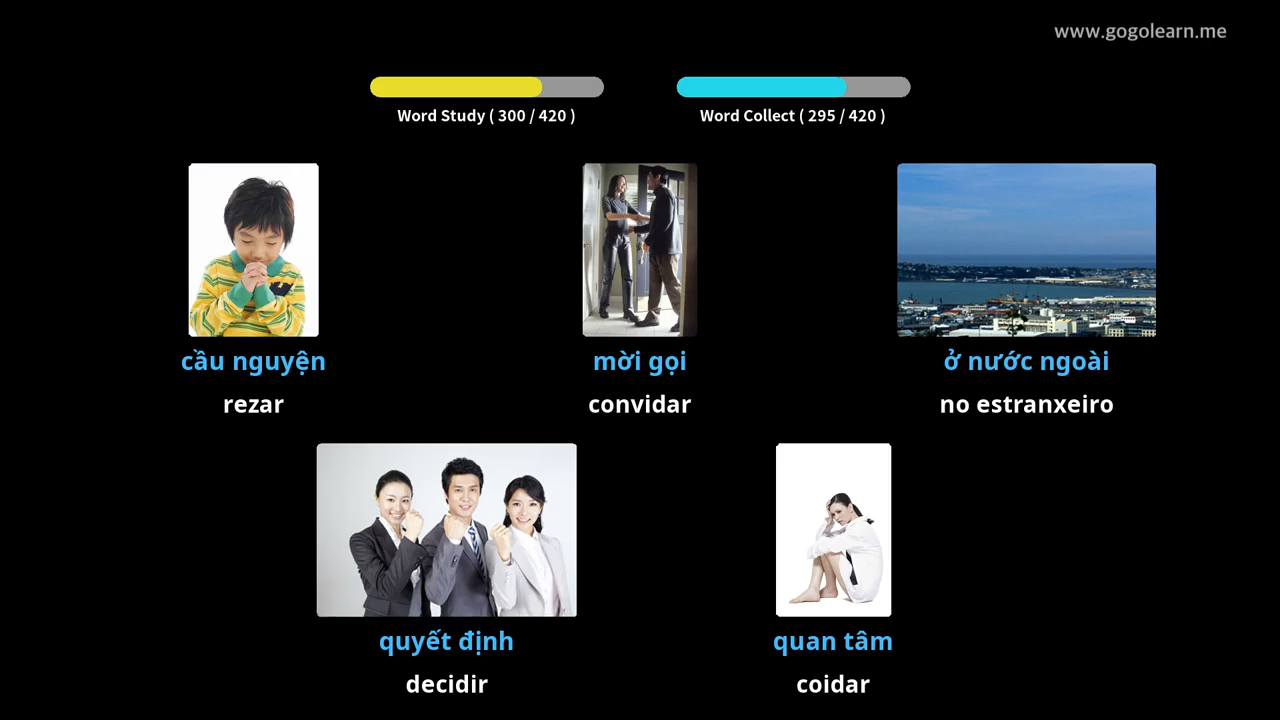 www.gogolearn.me
Word Study ( 300 / 420 )
Word Collect ( 295 / 420 )
cầu nguyện
rezar
mời gọi
convidar
ở nước ngoài
no estranxeiro
quyết định
decidir
quan tâm
coidar